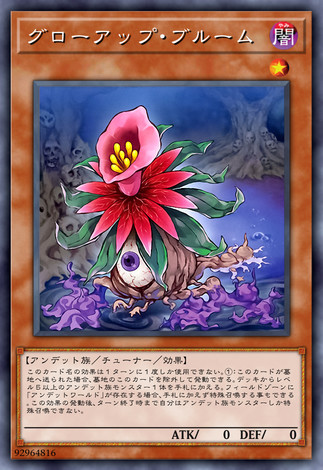 グローアップ・ブルーム
闇
やみ
【アンデット族／チューナー／効果】
このカード名の効果は１ターンに１度しか使用できない。①：このカードが墓
地へ送られた場合、墓地のこのカードを除外して発動できる。デッキからレベ
ル５以上のアンデット族モンスター１体を手札に加える。フィールドゾーンに
「アンデットワールド」が存在する場合、手札に加えず特殊召喚する事もでき
る。この効果の発動後、ターン終了時まで自分はアンデット族モンスターしか特
殊召喚できない。
ATK/ 0 DEF/ 0
92964816